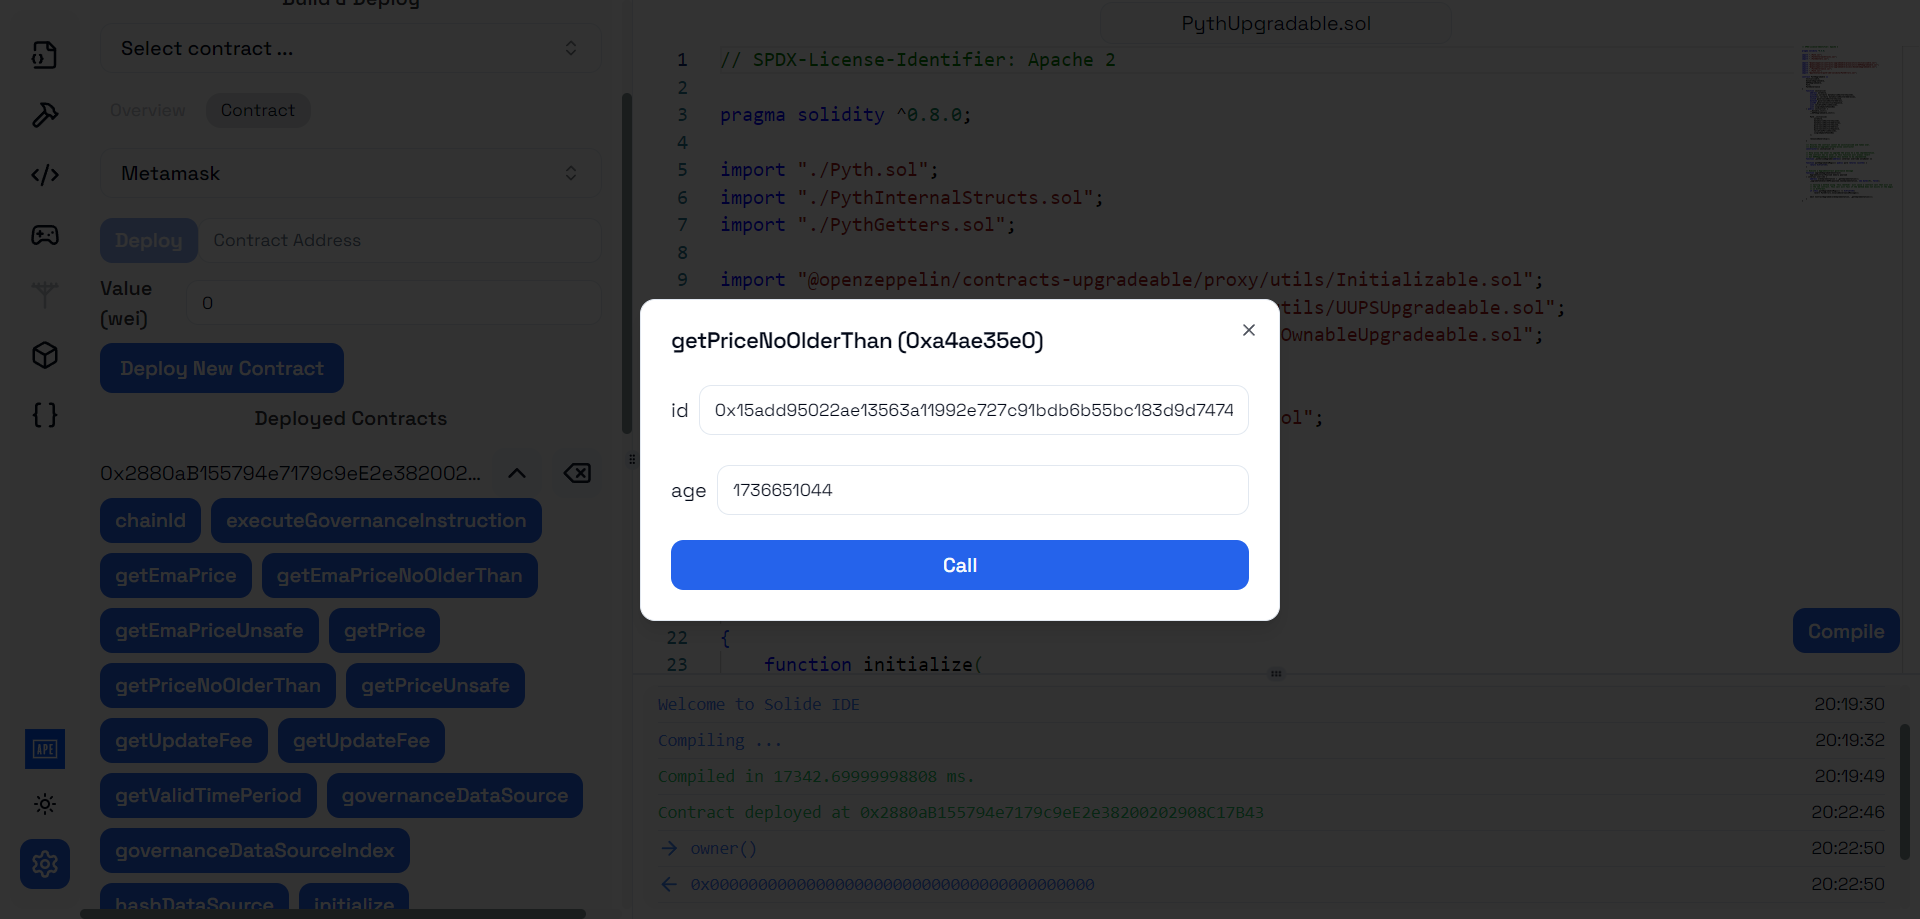 Build & Deploy
Select contract ...
Overview
Contract
Metamask
Deploy
Contract Address
Value
(wei)
0
Deploy New Contract
Deployed Contracts
0x2880aB155794e7179c9eE2e382002...
chainId
executeGovernanceInstruction
getEmaPrice
getEmaPriceNoOlderThan
getEmaPriceUnsafe
getPrice
getPriceNoOlderThan
getPriceUnsafe
getUpdateFee
getUpdateFee
getValidTimePeriod
governanceDataSource
governanceDataSourceIndex
hashDataSource
initialize
APE
PythUpgradable.sol
1 // SPDX-License-Identifier: Apache 2
2
3 pragma solidity ^0.8.0;
4
5 import "./Pyth.sol";
6 import "./PythInternalStructs.sol";
7 import "./PythGetters.sol";
8
9 import "@openzeppelin/contracts-upgradeable/proxy/utils/Initializable.sol";
tils/UUPSUpgradeable.sol";
OwnableUpgradeable.sol";
ol";
getPriceNoOlderThan (0xa4ae35e0)
id 0x15add95022ae13563a11992e727c91bdb6b55bc183d9d7474
age 1736651044
Call
22 {
23 function initialize(
Compile
Welcome to Solide IDE 20:19:30
Compiling ... 20:19:32
Compiled in 17342.69999998808 ms. 20:19:49
Contract deployed at 0x2880aB155794e7179c9eE2e38200202908C17B43 20:22:46
→ owner() 20:22:50
← 0x0000000000000000000000000000000000000000 20:22:50